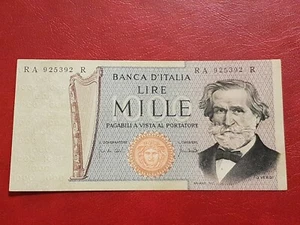 RA 925392 R
RA 925392 R
BANCA D'ITALIA
LIRE
MILLE
PAGABILI A VISTA AL PORTATORE